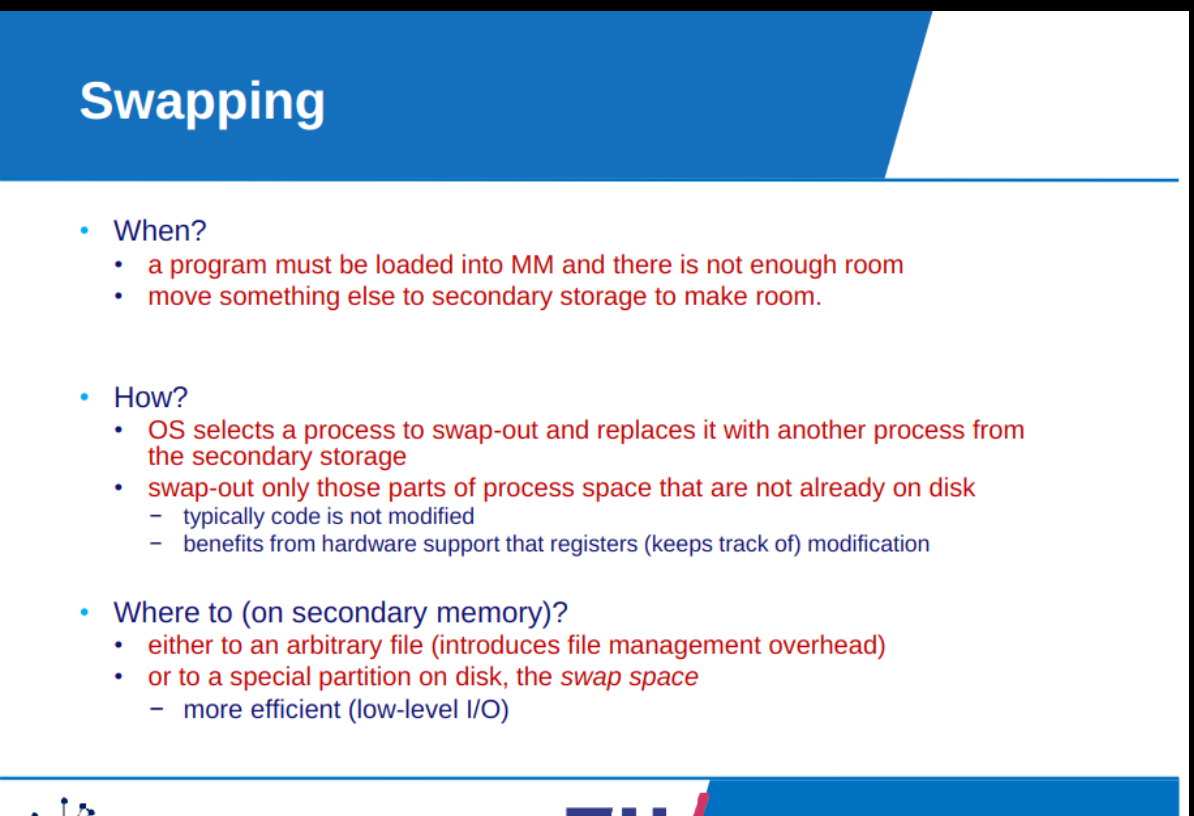 Swapping
• When?
• a program must be loaded into MM and there is not enough room
• move something else to secondary storage to make room.
• How?
• OS selects a process to swap-out and replaces it with another process from
the secondary storage
• swap-out only those parts of process space that are not already on disk
− typically code is not modified
− benefits from hardware support that registers (keeps track of) modification
• Where to (on secondary memory)?
• either to an arbitrary file (introduces file management overhead)
• or to a special partition on disk, the swap space
− more efficient (low-level I/O)